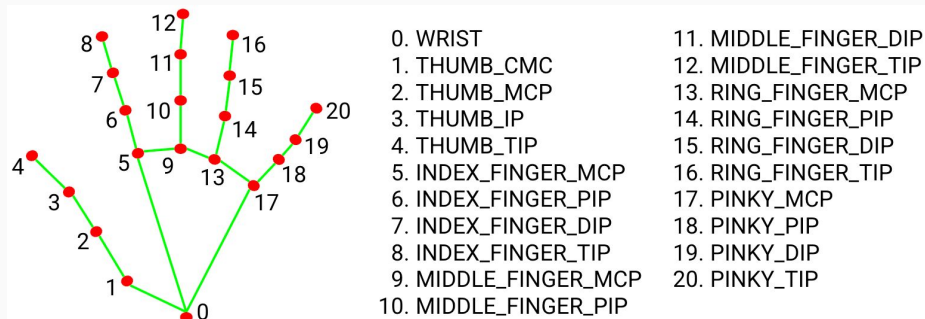 12
8
16
11
7
15
10
6
14
20
5
9
19
4
13
18
3
17
2
1
0
0. WRIST
1. THUMB_CMC
2. THUMB_MCP
3. THUMB_IP
4. THUMB_TIP
5. INDEX_FINGER_MCP
6. INDEX_FINGER_PIP
7. INDEX_FINGER_DIP
8. INDEX_FINGER_TIP
9. MIDDLE_FINGER_MCP
10. MIDDLE_FINGER_PIP
11. MIDDLE_FINGER_DIP
12. MIDDLE_FINGER_TIP
13. RING_FINGER_MCP
14. RING_FINGER_PIP
15. RING_FINGER_DIP
16. RING_FINGER_TIP
17. PINKY_MCP
18. PINKY_PIP
19. PINKY_DIP
20. PINKY_TIP